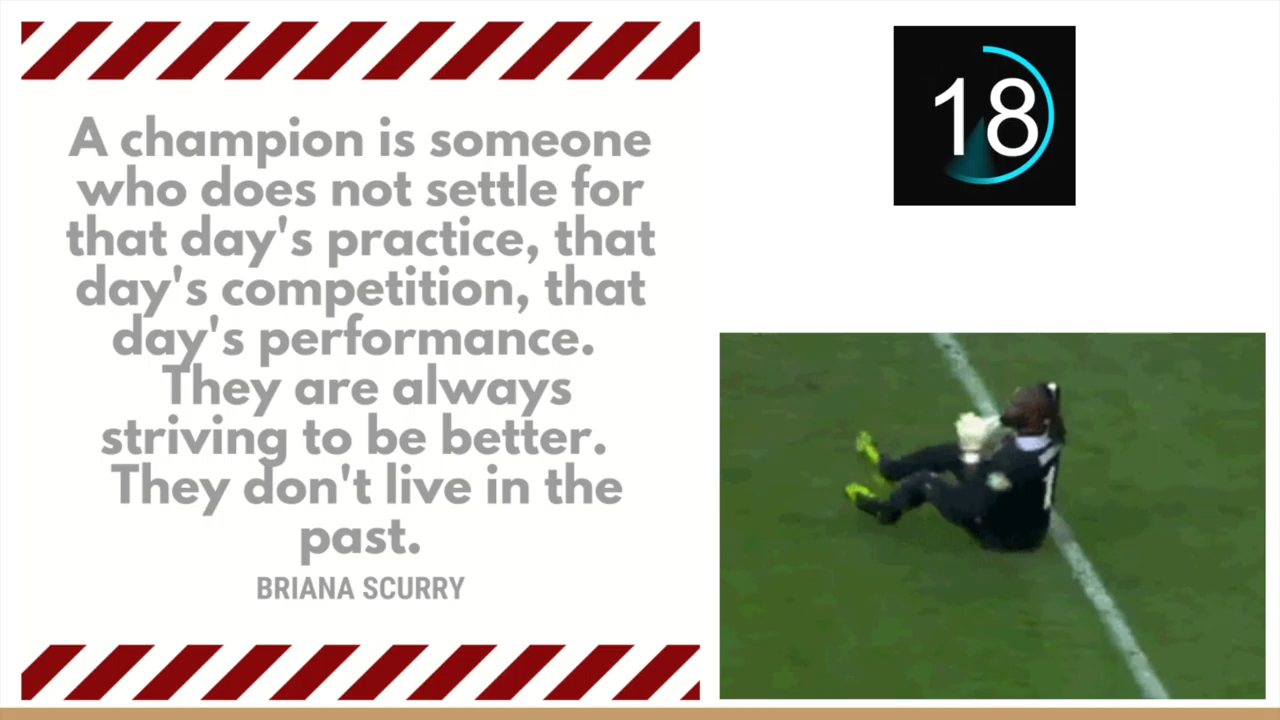 A champion is someone
who does not settle for
that day's practice, that
day's competition, that
day's performance.
They are always
striving to be better.
They don't live in the
past.
BRIANA SCURRY
18
1